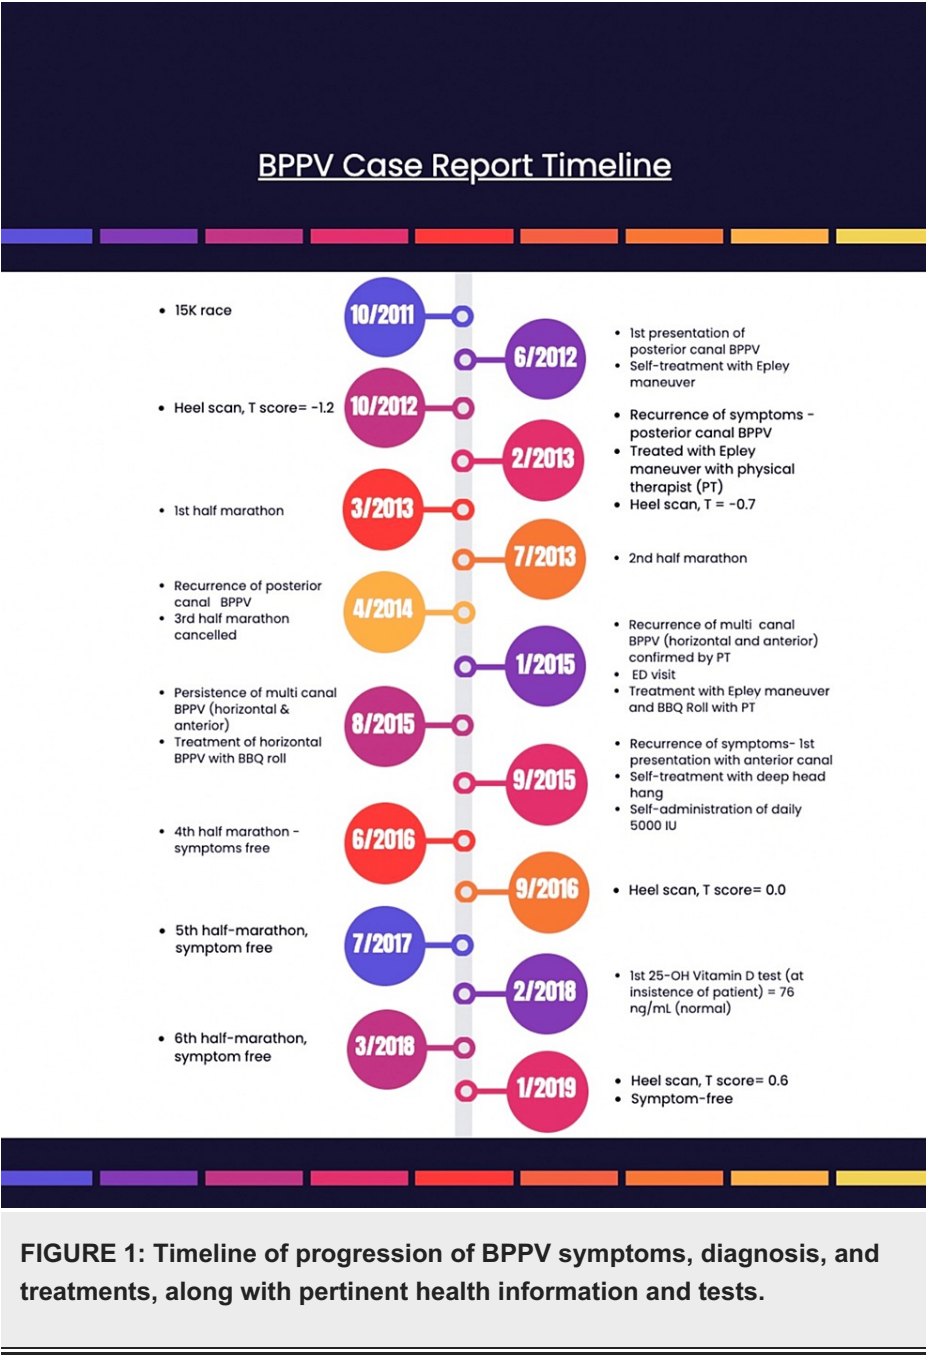 BPPV Case Report Timeline
10/2011
• 15K race
6/2012
• 1st presentation of
posterior canal BPPV
• Self-treatment with Epley
maneuver
10/2012
• Heel scan, T score= -1.2
2/2013
• Recurrence of symptoms -
posterior canal BPPV
• Treated with Epley
maneuver with physical
therapist (PT)
• Heel scan, T = -0.7
3/2013
• 1st half marathon
7/2013
• 2nd half marathon
4/2014
• Recurrence of posterior
canal BPPV
• 3rd half marathon
cancelled
1/2015
• Recurrence of multi canal
BPPV (horizontal and anterior)
confirmed by PT
• ED visit
• Treatment with Epley maneuver
and BBQ Roll with PT
8/2015
• Persistence of multi canal
BPPV (horizontal &
anterior)
• Treatment of horizontal
BPPV with BBQ roll
9/2015
• Recurrence of symptoms- 1st
presentation with anterior canal
• Self-treatment with deep head
hang
• Self-administration of daily
5000 IU
6/2016
• 4th half marathon -
symptoms free
9/2016
• Heel scan, T score= 0.0
7/2017
• 5th half-marathon,
symptom free
2/2018
• 1st 25-OH Vitamin D test (at
insistence of patient) = 76
ng/mL (normal)
3/2018
• 6th half-marathon,
symptom free
1/2019
• Heel scan, T score= 0.6
• Symptom-free
FIGURE 1: Timeline of progression of BPPV symptoms, diagnosis, and
treatments, along with pertinent health information and tests.